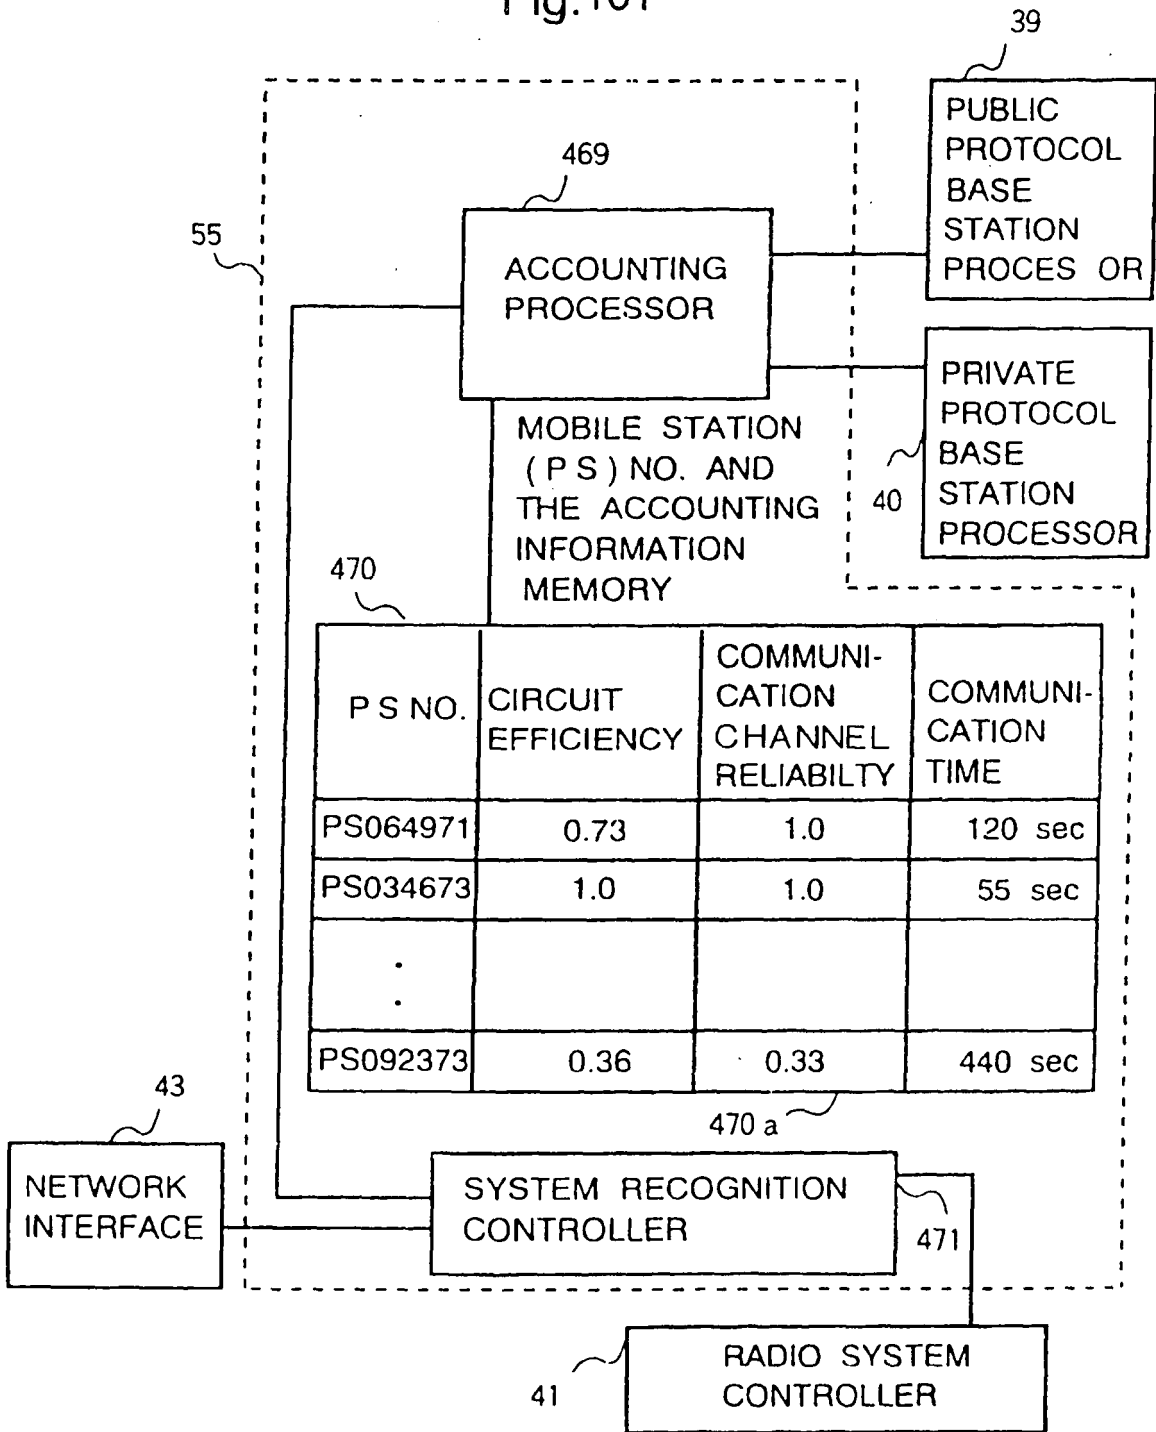 39
PUBLIC
PROTOCOL
BASE
STATION
PROCES OR
469
55
ACCOUNTING
PROCESSOR
PRIVATE
PROTOCOL
BASE
STATION
PROCESSOR
40
MOBILE STATION
(PS) NO. AND
THE ACCOUNTING
INFORMATION
MEMORY
470
PS NO.
CIRCUIT
EFFICIENCY
COMMUNI-
CATION
CHANNEL
RELIABILTY
COMMUNI-
CATION
TIME
PS064971 0.73 1.0 120 sec
PS034673 1.0 1.0 55 sec
PS092373 0.36 0.33 440 sec
470a
43
NETWORK
INTERFACE
SYSTEM RECOGNITION
CONTROLLER
471
41
RADIO SYSTEM
CONTROLLER